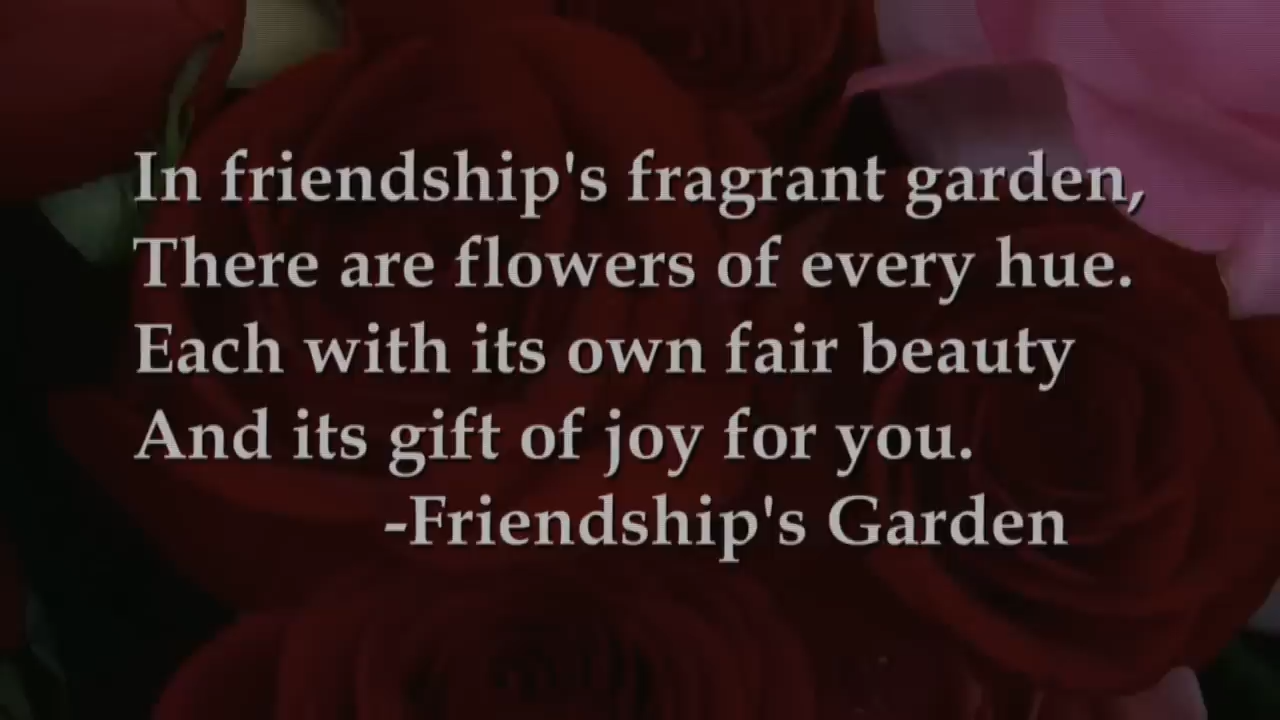 In friendship's fragrant garden,
There are flowers of every hue.
Each with its own fair beauty
And its gift of joy for you.
-Friendship's Garden